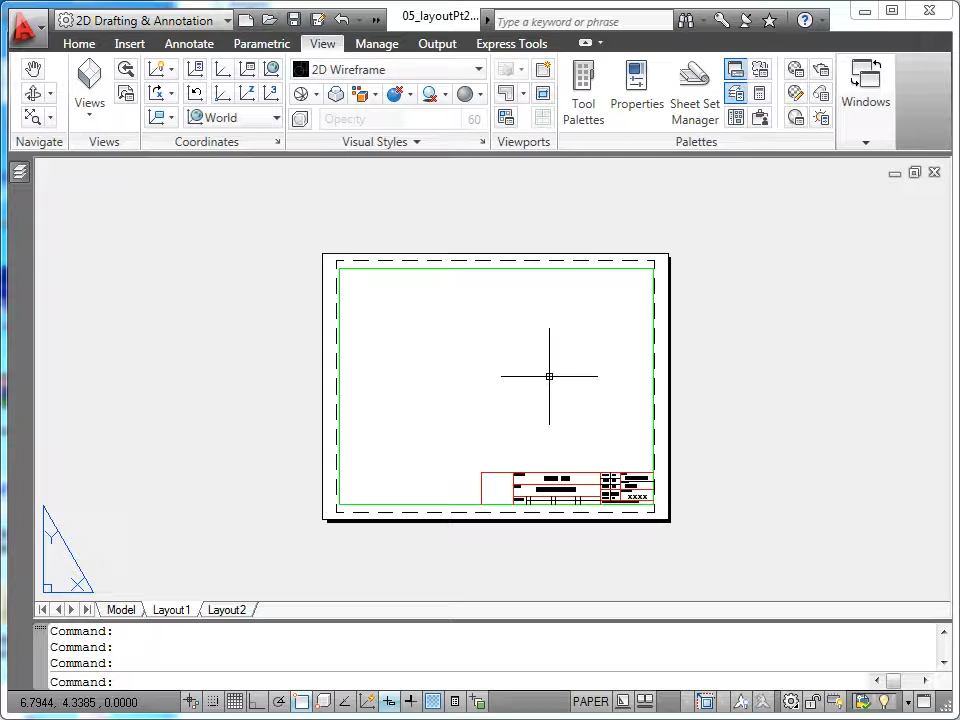 2D Drafting & Annotation
05_layoutPt2...
Type a keyword or phrase
Home Insert Annotate Parametric View Manage Output Express Tools
2D Wireframe
World
Opacity 60
Views
Tool Palettes
Properties
Sheet Set Manager
Windows
Navigate Views Coordinates Visual Styles Viewports Palettes
xxxx
Y
X
Model Layout1 Layout2
Command:
Command:
Command:
Command:
6.7944, 4.3385, 0.0000 PAPER